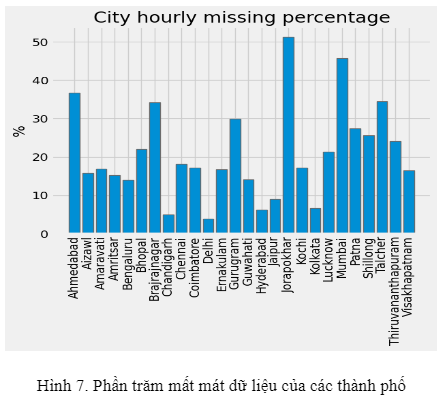 City hourly missing percentage
%
50
40
30
20
10
0
Ahmedabad
Aizawl
Amaravati
Amritsar
Bengaluru
Bhopal
Brajrajnagar
Chandigarh
Chennai
Coimbatore
Delhi
Ernakulam
Gurugram
Guwahati
Hyderabad
Jaipur
Jorapokhar
Kochi
Kolkata
Lucknow
Mumbai
Patna
Shillong
Talcher
Thiruvananthapuram
Visakhapatnam
Hình 7. Phần trăm mất mát dữ liệu của các thành phố